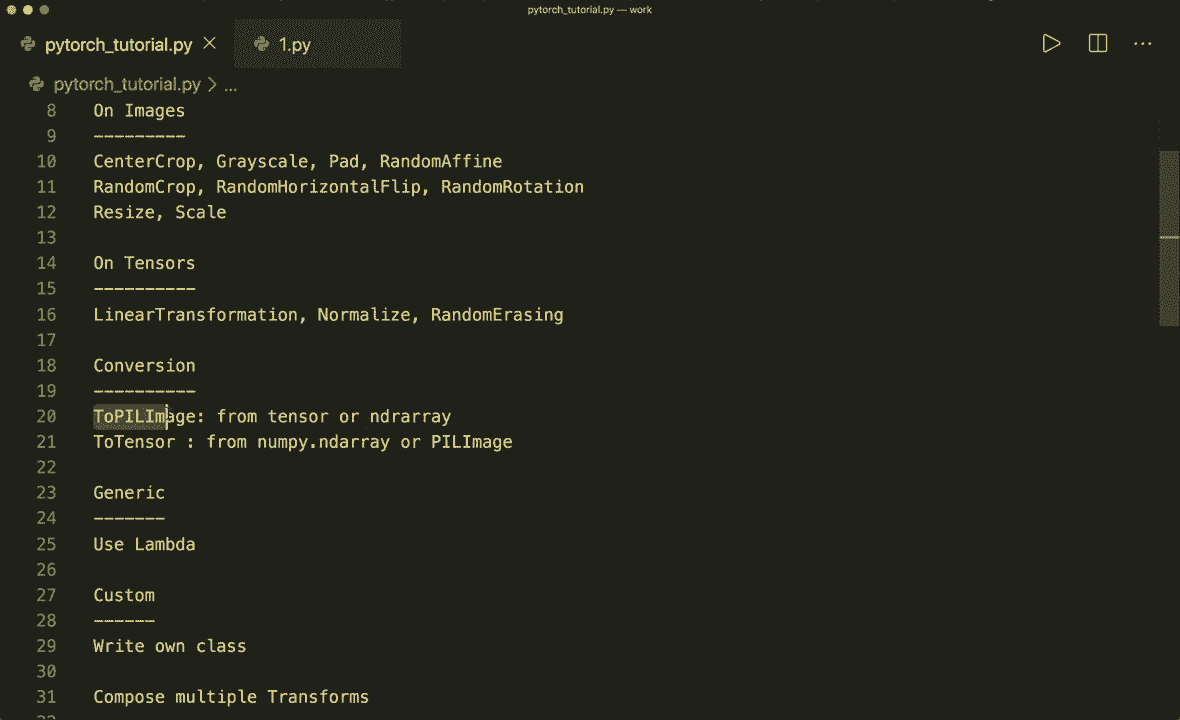 pytorch_tutorial.py — work
pytorch_tutorial.py 1.py ...
pytorch_tutorial.py > ...
8 On Images
9 ---------
10 CenterCrop, Grayscale, Pad, RandomAffine
11 RandomCrop, RandomHorizontalFlip, RandomRotation
12 Resize, Scale
13
14 On Tensors
15 ----------
16 LinearTransformation, Normalize, RandomErasing
17
18 Conversion
19 ----------
20 ToPILImage: from tensor or ndrarray
21 ToTensor : from numpy.ndarray or PILImage
22
23 Generic
24 -------
25 Use Lambda
26
27 Custom
28 ------
29 Write own class
30
31 Compose multiple Transforms